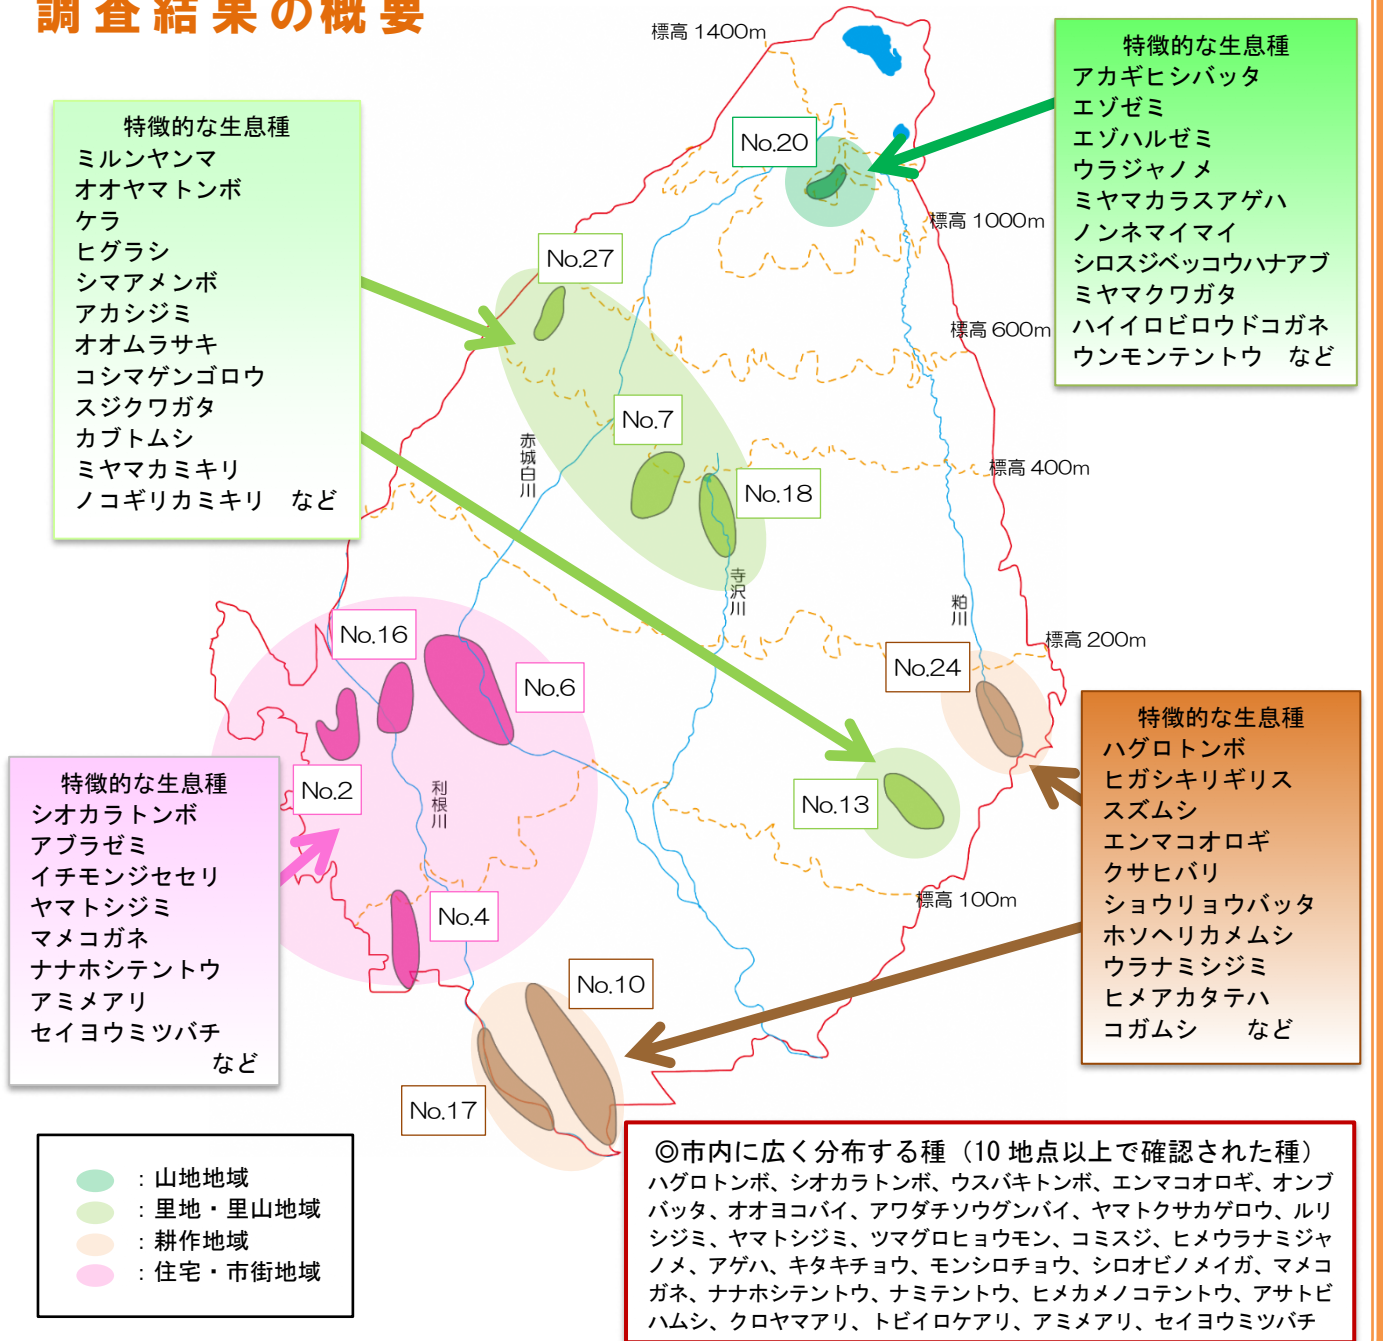 調査結果の概要
標高 1400m
特徴的な生息種
アカギヒシバッタ
エゾゼミ
エゾハルゼミ
ウラジャノメ
ミヤマカラスアゲハ
ノンネマイマイ
シロスジベッコウハナアブ
ミヤマクワガタ
ハイイロビロウドコガネ
ウンモンテントウ　など
特徴的な生息種
ミルンヤンマ
オオヤマトンボ
ケラ
ヒグラシ
シマアメンボ
アカシジミ
オオムラサキ
コシマゲンゴロウ
スジクワガタ
カブトムシ
ミヤマカミキリ
ノコギリカミキリ　など
No.20
標高 1000m
No.27
標高 600m
No.7
赤城白川
標高 400m
No.18
寺沢川
粕川
No.16
標高 200m
No.24
No.6
特徴的な生息種
ハグロトンボ
ヒガシキリギリス
スズムシ
エンマコオロギ
クサヒバリ
ショウリョウバッタ
ホソヘリカメムシ
ウラナミシジミ
ヒメアカタテハ
コガムシ　　など
特徴的な生息種
シオカラトンボ
アブラゼミ
イチモンジセセリ
ヤマトシジミ
マメコガネ
ナナホシテントウ
アミメアリ
セイヨウミツバチ
など
No.2
利根川
No.13
標高 100m
No.4
No.10
No.17
：山地地域
：里地・里山地域
：耕作地域
：住宅・市街地域
◎市内に広く分布する種（10 地点以上で確認された種）
ハグロトンボ、シオカラトンボ、ウスバキトンボ、エンマコオロギ、オンブ
バッタ、オオヨコバイ、アワダチソウグンバイ、ヤマトクサカゲロウ、ルリ
シジミ、ヤマトシジミ、ツマグロヒョウモン、コミスジ、ヒメウラナミジャ
ノメ、アゲハ、キタキチョウ、モンシロチョウ、シロオビノメイガ、マメコ
ガネ、ナナホシテントウ、ナミテントウ、ヒメカメノコテントウ、アサトビ
ハムシ、クロヤマアリ、トビイロケアリ、アミメアリ、セイヨウミツバチ